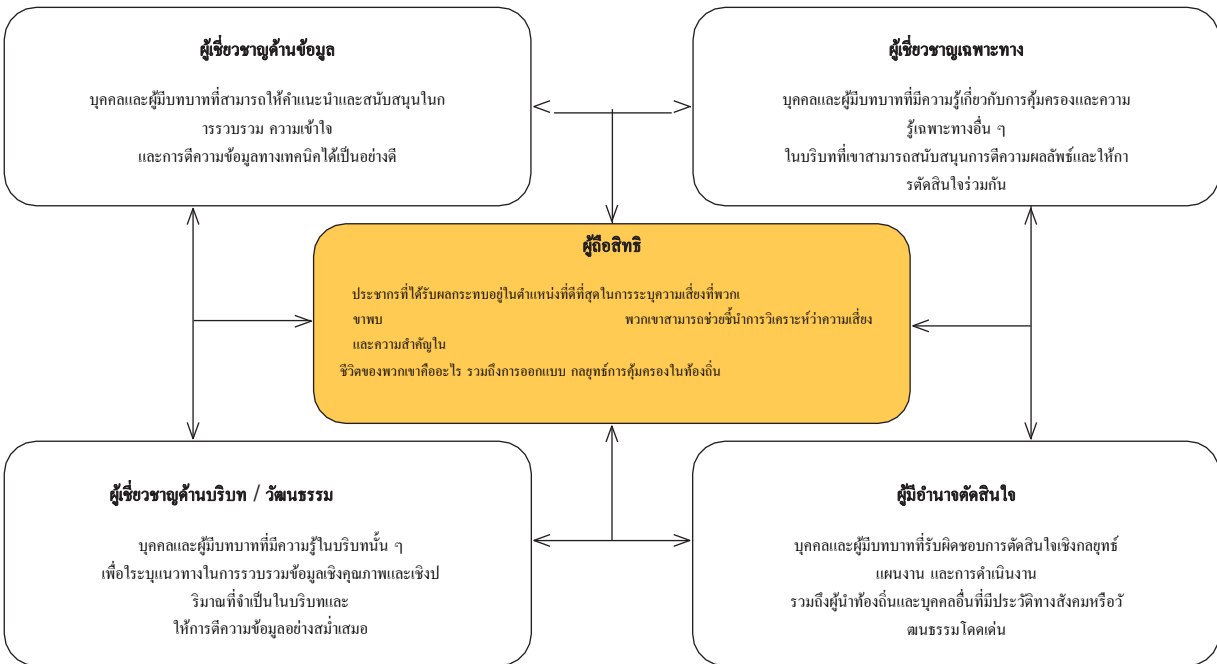 ผู้เชี่ยวชาญด้านข้อมูล
บุคคลและผู้มีบทบาทที่สามารถให้คำแนะนำและสนับสนุนในก
ารรวบรวม ความเข้าใจ
และการตีความข้อมูลทางเทคนิคได้เป็นอย่างดี
ผู้เชี่ยวชาญเฉพาะทาง
บุคคลและผู้มีบทบาทที่มีความรู้เกี่ยวกับการคุ้มครองและความ
รู้เฉพาะทางอื่น ๆ
ในบริบทที่เขาสามารถสนับสนุนการตีความผลลัพธ์และให้กา
รตัดสินใจร่วมกัน
ผู้ถือสิทธิ
ประชากรที่ได้รับผลกระทบอยู่ในตำแหน่งที่ดีที่สุดในการระบุความเสี่ยงที่พวกเ
ขาพบ พวกเขาสามารถช่วยชี้นำการวิเคราะห์ว่าความเสี่ยง
และความสำคัญใน
ชีวิตของพวกเขาคืออะไร รวมถึงการออกแบบ กลยุทธ์การคุ้มครองในท้องถิ่น
ผู้เชี่ยวชาญด้านบริบท / วัฒนธรรม
บุคคลและผู้มีบทบาทที่มีความรู้ในบริบทนั้น ๆ
เพื่อใระบุแนวทางในการรวบรวมข้อมูลเชิงคุณภาพและเชิงป
ริมาณที่จำเป็นในบริบทและ
ให้การตีความข้อมูลอย่างสม่ำเสมอ
ผู้มีอำนาจตัดสินใจ
บุคคลและผู้มีบทบาทที่รับผิดชอบการตัดสินใจเชิงกลยุทธ์
แผนงาน และการดำเนินงาน
รวมถึงผู้นำท้องถิ่นและบุคคลอื่นที่มีประวัติทางสังคมหรือวั
ฒนธรรมโดดเด่น